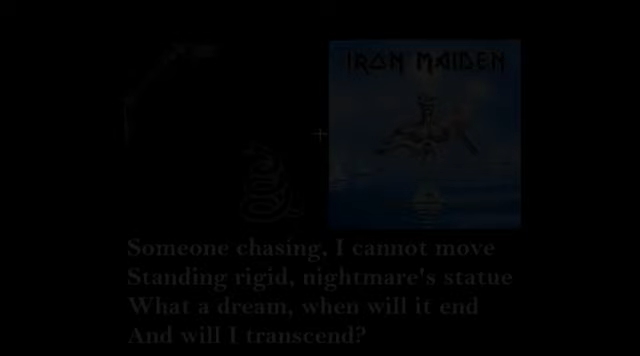 +
IRON MAIDEN
Someone chasing, I cannot move
Standing rigid, nightmare's statue
What a dream, when will it end
And will I transcend?